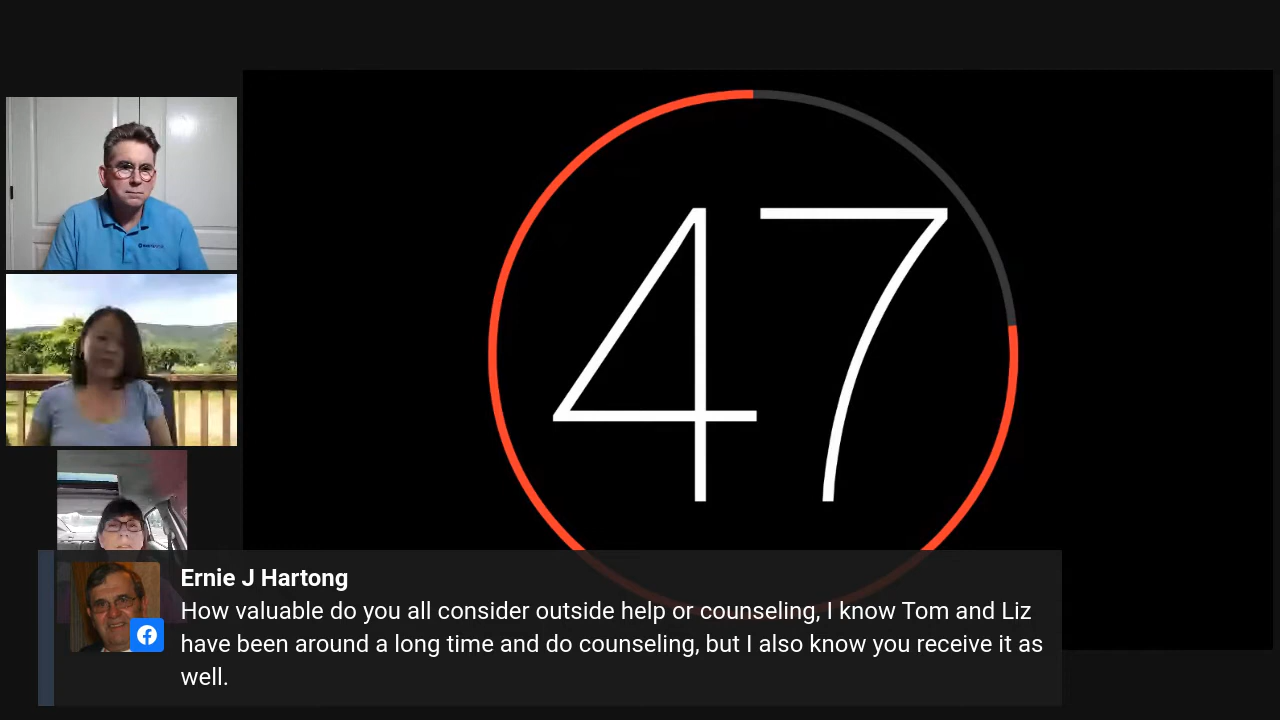 47
Ernie J Hartong
How valuable do you all consider outside help or counseling, I know Tom and Liz
have been around a long time and do counseling, but I also know you receive it as
well.